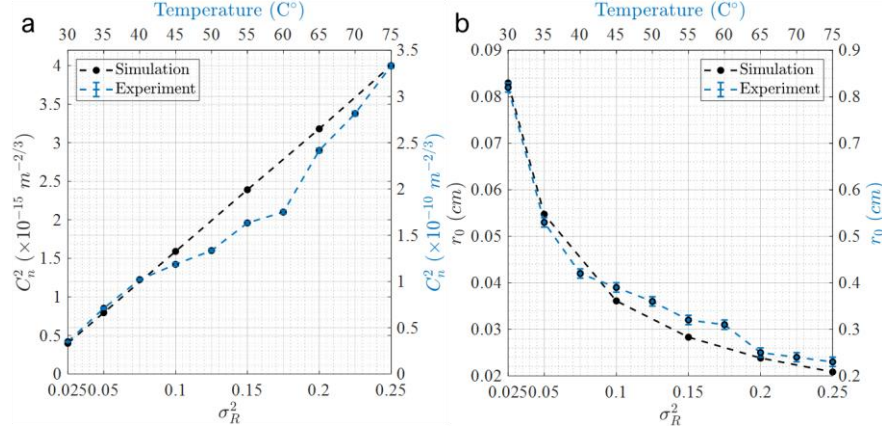 a
Temperature (C°)
30 35 40 45 50 55 60 65 70 75
Simulation
Experiment
4
3.5
3
2.5
2
1.5
1
0.5
0
C_n^2 (×10^{-15} m^{-2/3})
3.5
3
2.5
2
1.5
1
0.5
0
C_n^2 (×10^{-10} m^{-2/3})
0.025 0.05 0.1 0.15 0.2 0.25
σ_R^2
b
Temperature (C°)
30 35 40 45 50 55 60 65 70 75
Simulation
Experiment
0.09
0.08
0.07
0.06
0.05
0.04
0.03
0.02
r_0 (cm)
0.9
0.8
0.7
0.6
0.5
0.4
0.3
0.2
r_0 (cm)
0.025 0.05 0.1 0.15 0.2 0.25
σ_R^2